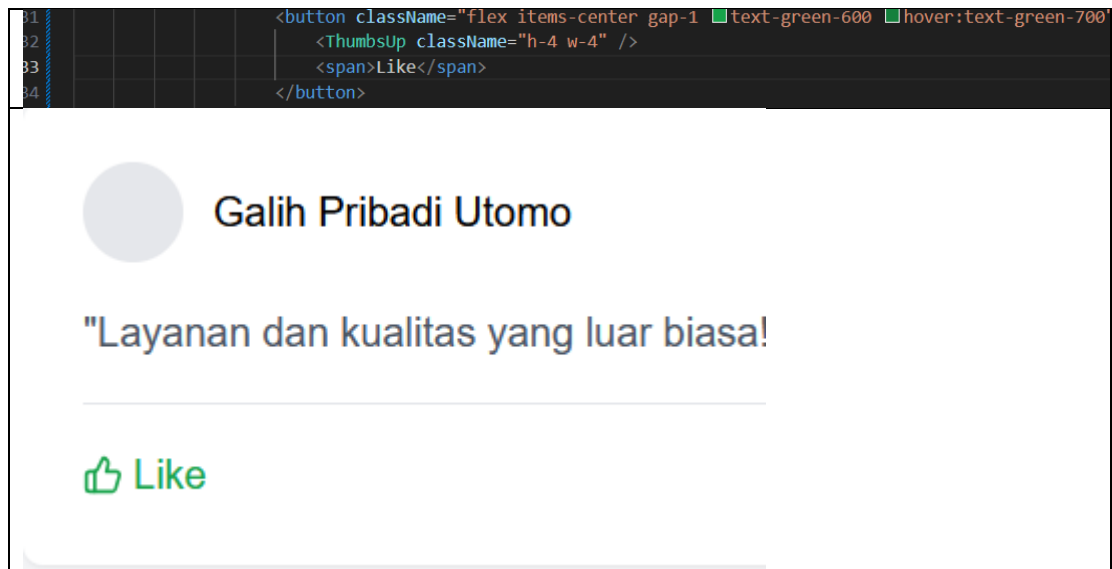 31 <button className="flex items-center gap-1 text-green-600 hover:text-green-700"
32 <ThumbsUp className="h-4 w-4" />
33 <span>Like</span>
34 </button>
Galih Pribadi Utomo
"Layanan dan kualitas yang luar biasa!
Like